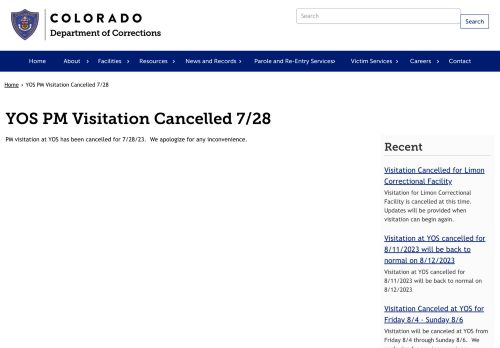 COLORADO
Department of Corrections
Search
Search
Home About Facilities Resources News and Records Parole and Re-Entry Services Victim Services Careers Contact
Home › YOS PM Visitation Cancelled 7/28
YOS PM Visitation Cancelled 7/28
PM visitation at YOS has been cancelled for 7/28/23. We apologize for any inconvenience.
Recent
Visitation Cancelled for Limon
Correctional Facility
Visitation for Limon Correctional
Facility is cancelled at this time.
Updates will be provided when
visitation can begin again.
Visitation at YOS cancelled for
8/11/2023 will be back to
normal on 8/12/2023
Visitation at YOS cancelled for
8/11/2023 will be back to normal on
8/12/2023
Visitation Canceled at YOS for
Friday 8/4 - Sunday 8/6
Visitation will be canceled at YOS from
Friday 8/4 through Sunday 8/6. We